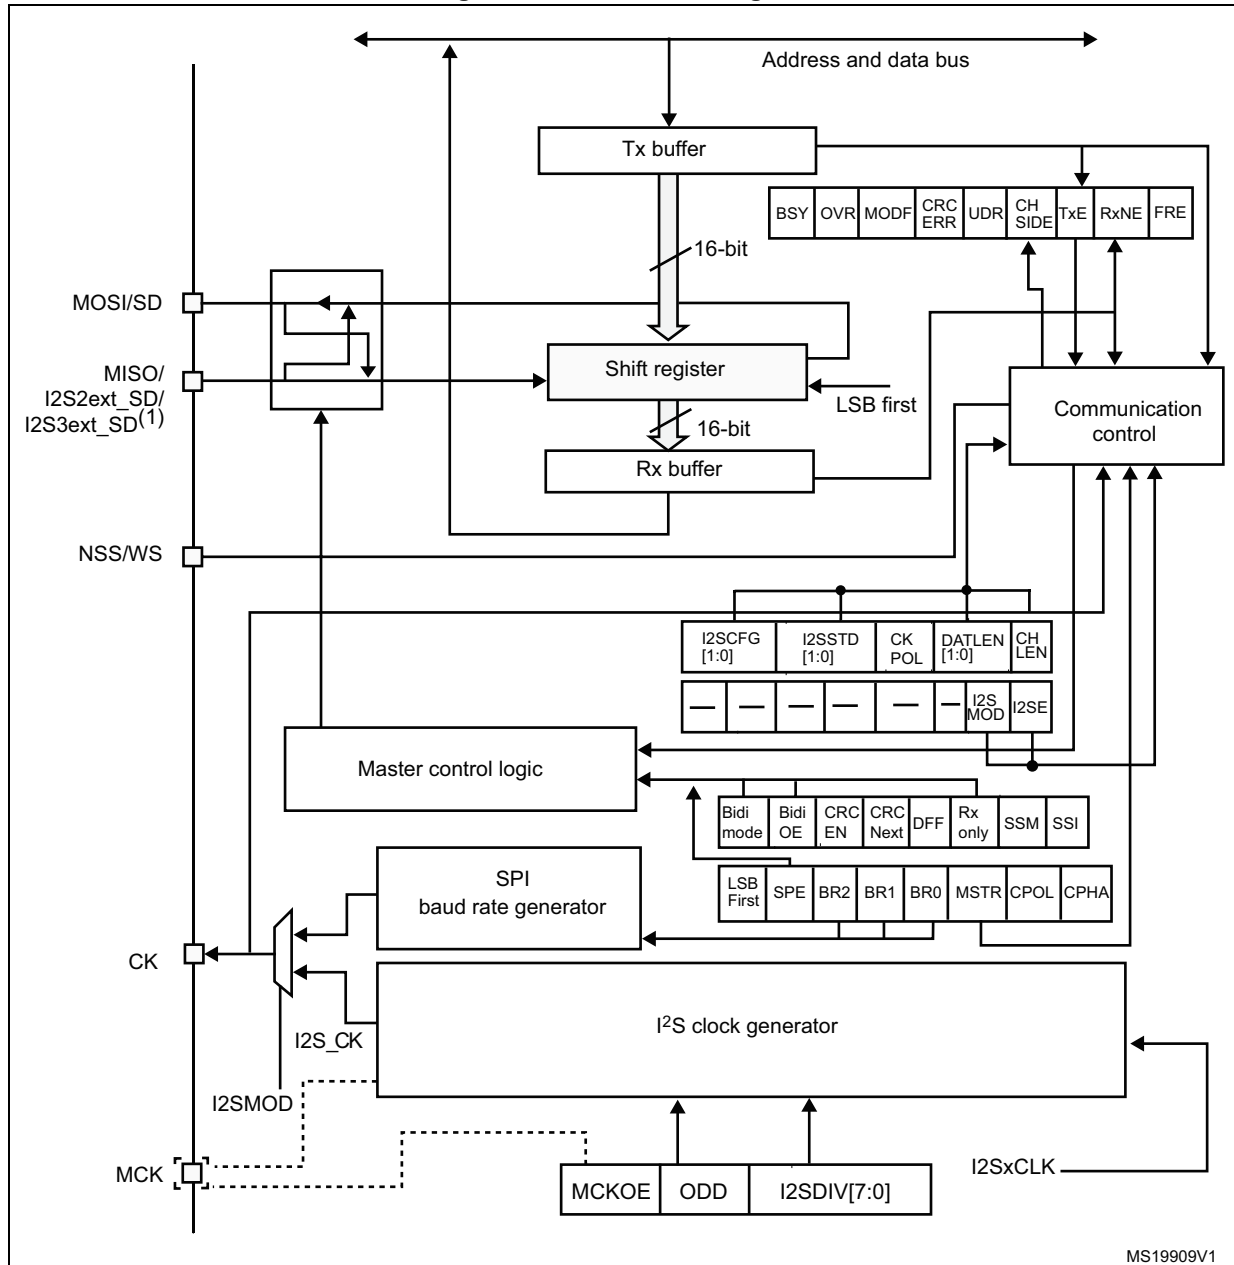 Address and data bus
Tx buffer
BSY OVR MODF CRC ERR UDR CH SIDE TxE RxNE FRE
16-bit
MOSI/SD
Shift register
MISO/
I2S2ext_SD/
I2S3ext_SD(1)
LSB first
Communication
control
16-bit
Rx buffer
NSS/WS
I2SCFG [1:0] I2SSTD [1:0] CK POL DATLEN [1:0] CH LEN
— — — — — — I2S MOD I2SE
Master control logic
Bidi mode Bidi OE CRC EN CRC Next DFF Rx only SSM SSI
SPI
baud rate generator
LSB First SPE BR2 BR1 BR0 MSTR CPOL CPHA
CK
I2S clock generator
I2S_CK
I2SMOD
MCK
I2SxCLK
MCKOE ODD I2SDIV[7:0]
MS19909V1